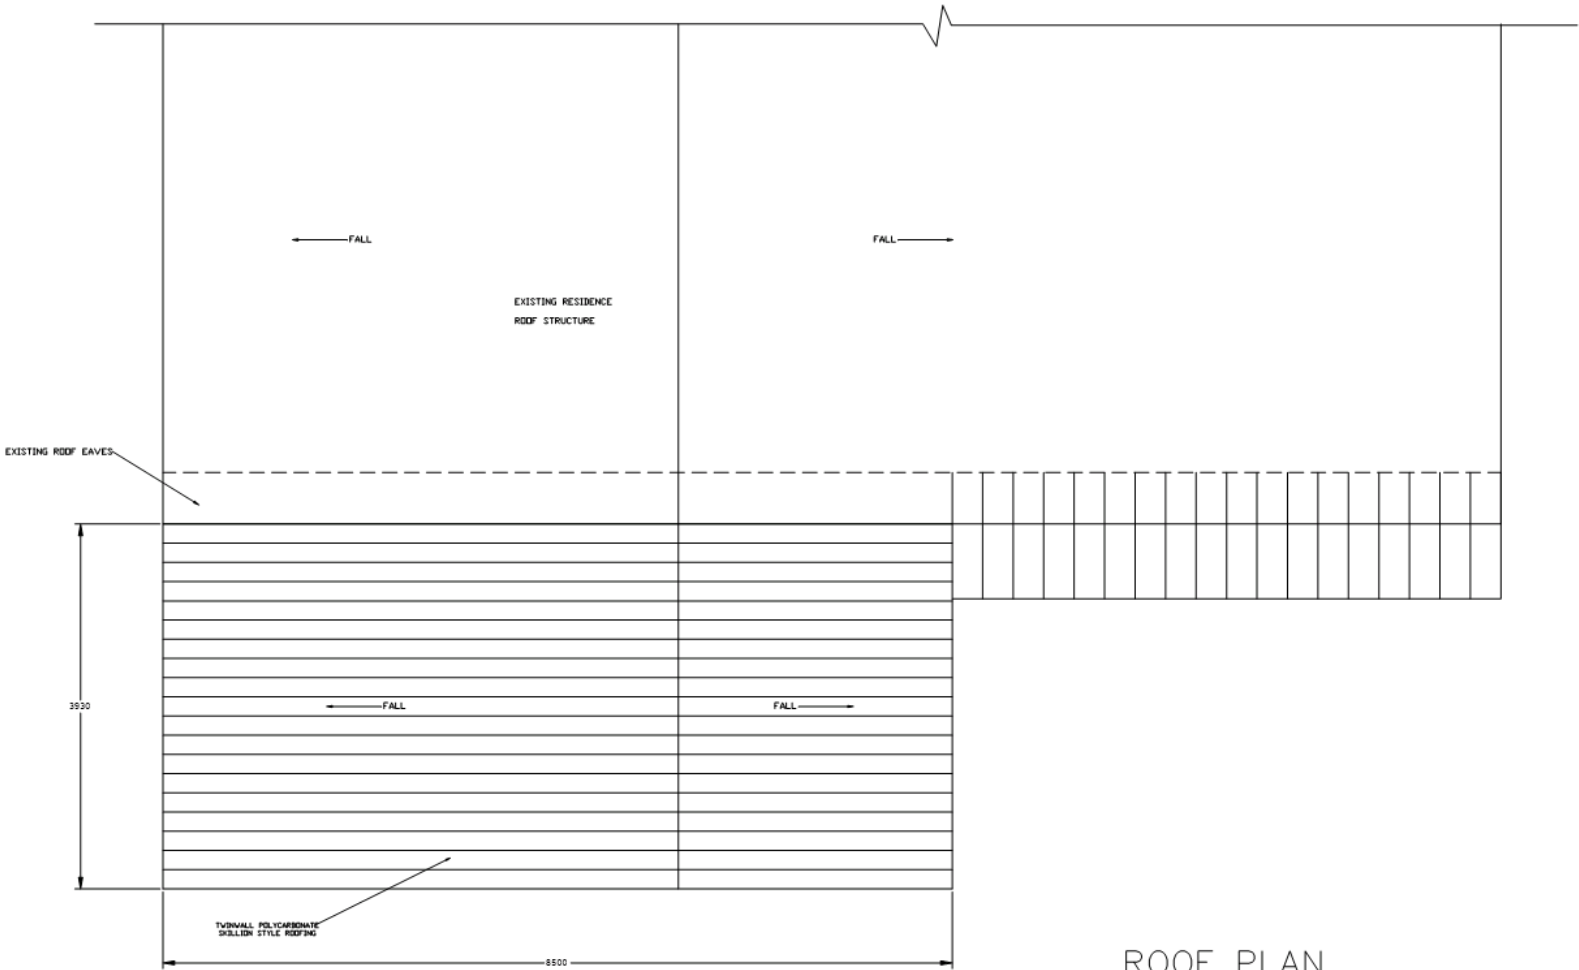 FALL
FALL
EXISTING RESIDENCE
ROOF STRUCTURE
EXISTING ROOF EAVES
3930
FALL
FALL
TWINWALL POLYCARBONATE
SKILLION STYLE ROOFING
8500
ROOF PLAN